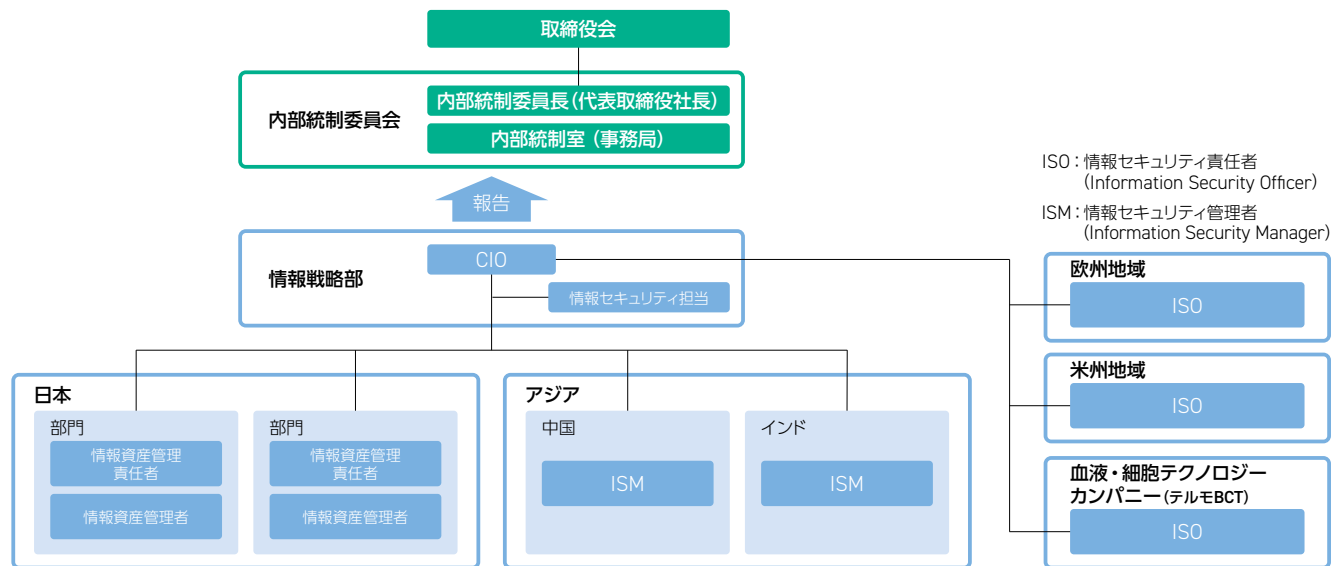 取締役会
内部統制委員会
内部統制委員長（代表取締役社長）
内部統制室（事務局）
報告
情報戦略部
CIO
情報セキュリティ担当
ISO：情報セキュリティ責任者
(Information Security Officer)
ISM：情報セキュリティ管理者
(Information Security Manager)
日本
部門
情報資産管理
責任者
情報資産管理者
部門
情報資産管理
責任者
情報資産管理者
アジア
中国
ISM
インド
ISM
欧州地域
ISO
米州地域
ISO
血液・細胞テクノロジー
カンパニー（テルモBCT）
ISO